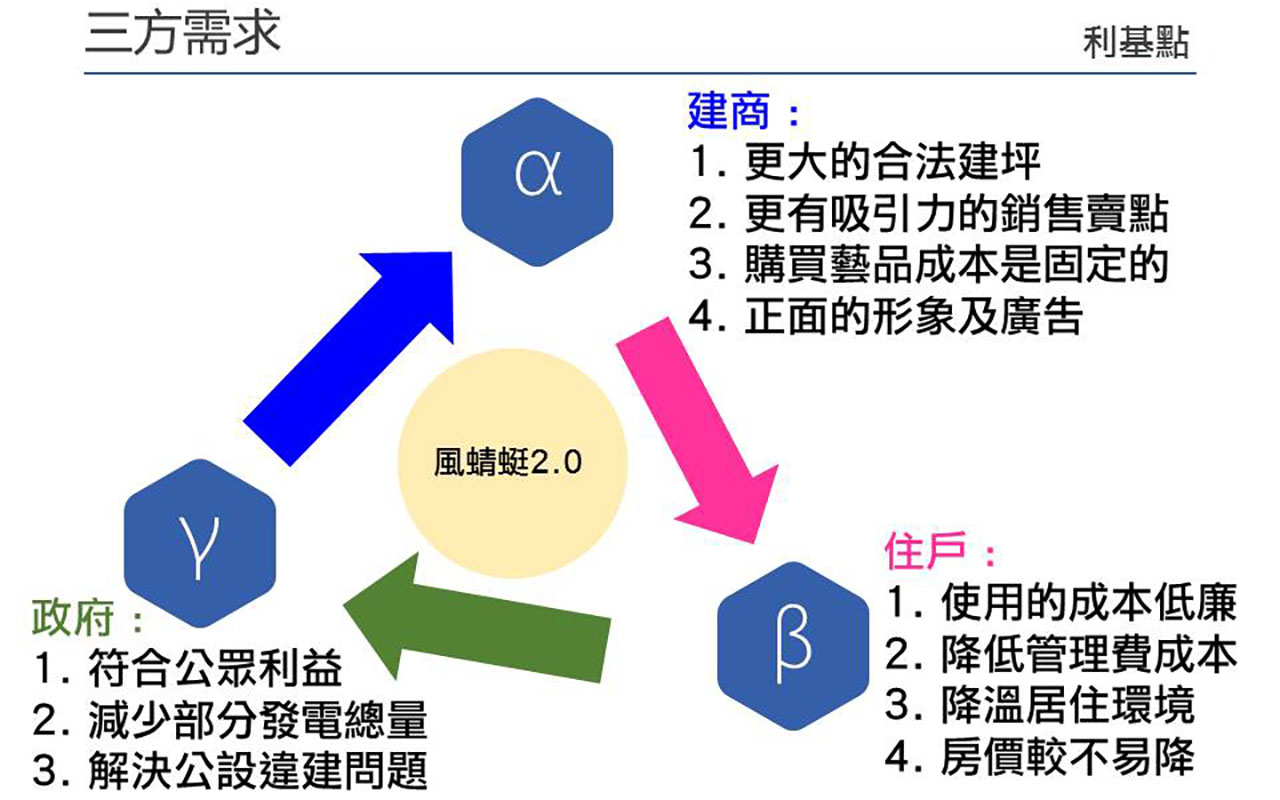 三方需求
利基點
α
建商：
1. 更大的合法建坪
2. 更有吸引力的銷售賣點
3. 購買藝品成本是固定的
4. 正面的形象及廣告
風蜻蜓2.0
γ
政府：
1. 符合公眾利益
2. 減少部分發電總量
3. 解決公設違建問題
β
住戶：
1. 使用的成本低廉
2. 降低管理費成本
3. 降溫居住環境
4. 房價較不易降